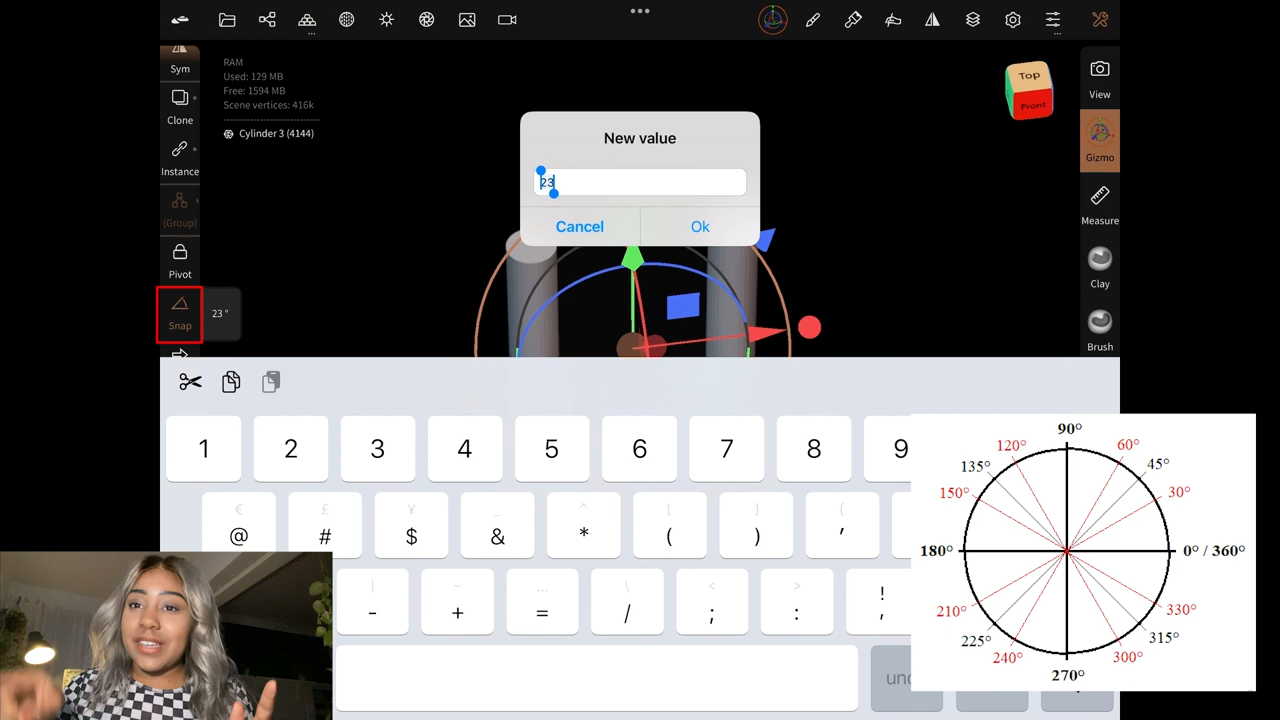 Sym
Clone
Instance
(Group)
Pivot
Snap
23 °
RAM
Used: 129 MB
Free: 1594 MB
Scene vertices: 416k
Cylinder 3 (4144)
New value
23
Cancel
Ok
Top
Front
View
Gizmo
Measure
Clay
Brush
1 2 3 4 5 6 7 8 9
€ £ ¥ _ ^ [ ] {
@ # $ & * ( ) '
| ~ ... \ < > !
- + = / ; : ,
90°
120° 60°
135° 45°
150° 30°
180° 0° / 360°
210° 330°
225° 315°
240° 300°
270°